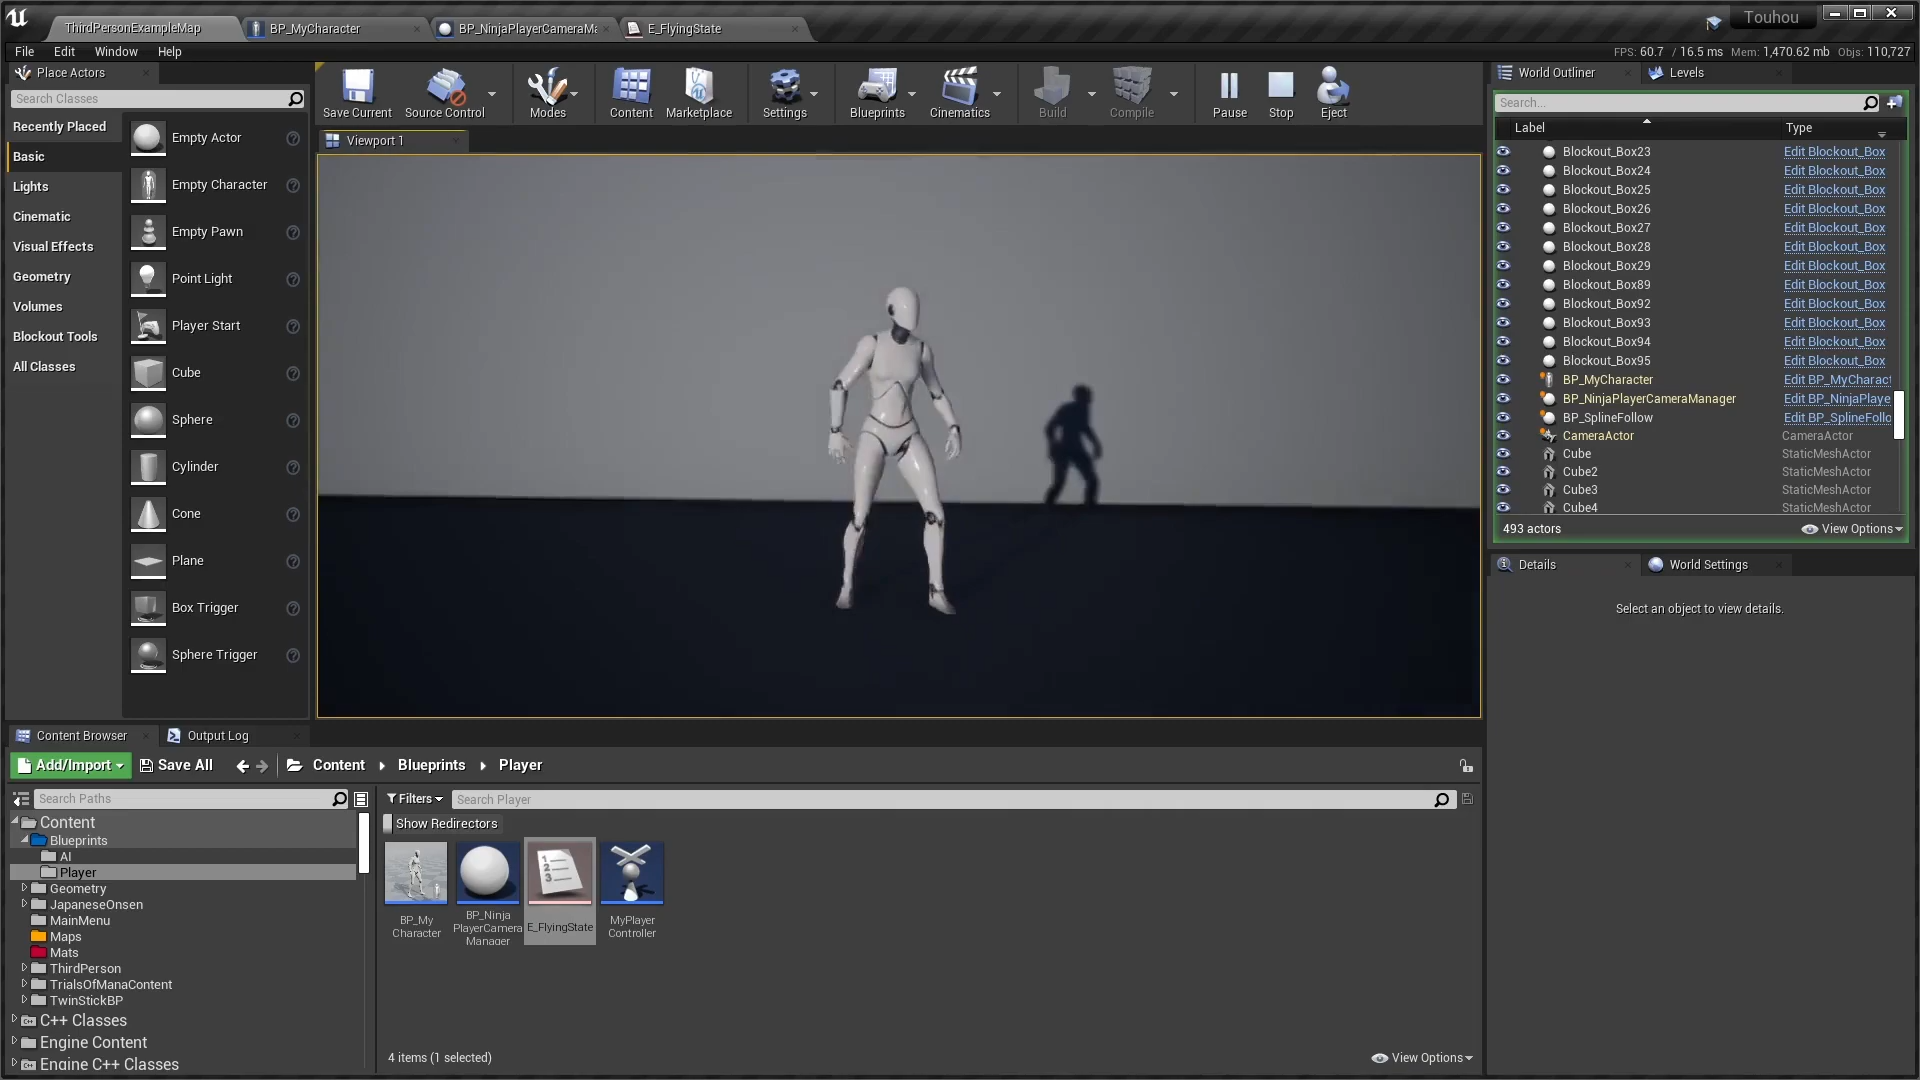 ThirdPersonExampleMap
BP_MyCharacter
BP_NinjaPlayerCameraMa
E_FlyingState
Touhou
File
Edit
Window
Help
FPS: 60.7 / 16.5 ms
Mem: 1,470.62 mb
Objs: 110,727
Place Actors
Search Classes
Recently Placed
Basic
Lights
Cinematic
Visual Effects
Geometry
Volumes
Blockout Tools
All Classes
Empty Actor
Empty Character
Empty Pawn
Point Light
Player Start
Cube
Sphere
Cylinder
Cone
Plane
Box Trigger
Sphere Trigger
Save Current
Source Control
Modes
Content
Marketplace
Settings
Blueprints
Cinematics
Build
Compile
Pause
Stop
Eject
Viewport 1
World Outliner
Levels
Search...
Label
Type
Blockout_Box23 Edit Blockout_Box
Blockout_Box24 Edit Blockout_Box
Blockout_Box25 Edit Blockout_Box
Blockout_Box26 Edit Blockout_Box
Blockout_Box27 Edit Blockout_Box
Blockout_Box28 Edit Blockout_Box
Blockout_Box29 Edit Blockout_Box
Blockout_Box89 Edit Blockout_Box
Blockout_Box92 Edit Blockout_Box
Blockout_Box93 Edit Blockout_Box
Blockout_Box94 Edit Blockout_Box
Blockout_Box95 Edit Blockout_Box
BP_MyCharacter Edit BP_MyCharact
BP_NinjaPlayerCameraManager Edit BP_NinjaPlaye
BP_SplineFollow Edit BP_SplineFollo
CameraActor CameraActor
Cube StaticMeshActor
Cube2 StaticMeshActor
Cube3 StaticMeshActor
Cube4 StaticMeshActor
493 actors
View Options
Details
World Settings
Select an object to view details.
Content Browser
Output Log
Add/Import
Save All
Content
Blueprints
Player
Search Paths
Content
Blueprints
AI
Player
Geometry
JapaneseOnsen
MainMenu
Maps
Mats
ThirdPerson
TrialsOfManaContent
TwinStickBP
C++ Classes
Engine Content
Engine C++ Classes
Filters
Search Player
Show Redirectors
1
2
3
BP_My
Character
BP_Ninja
PlayerCamera
Manager
E_FlyingState
MyPlayer
Controller
4 items (1 selected)
View Options